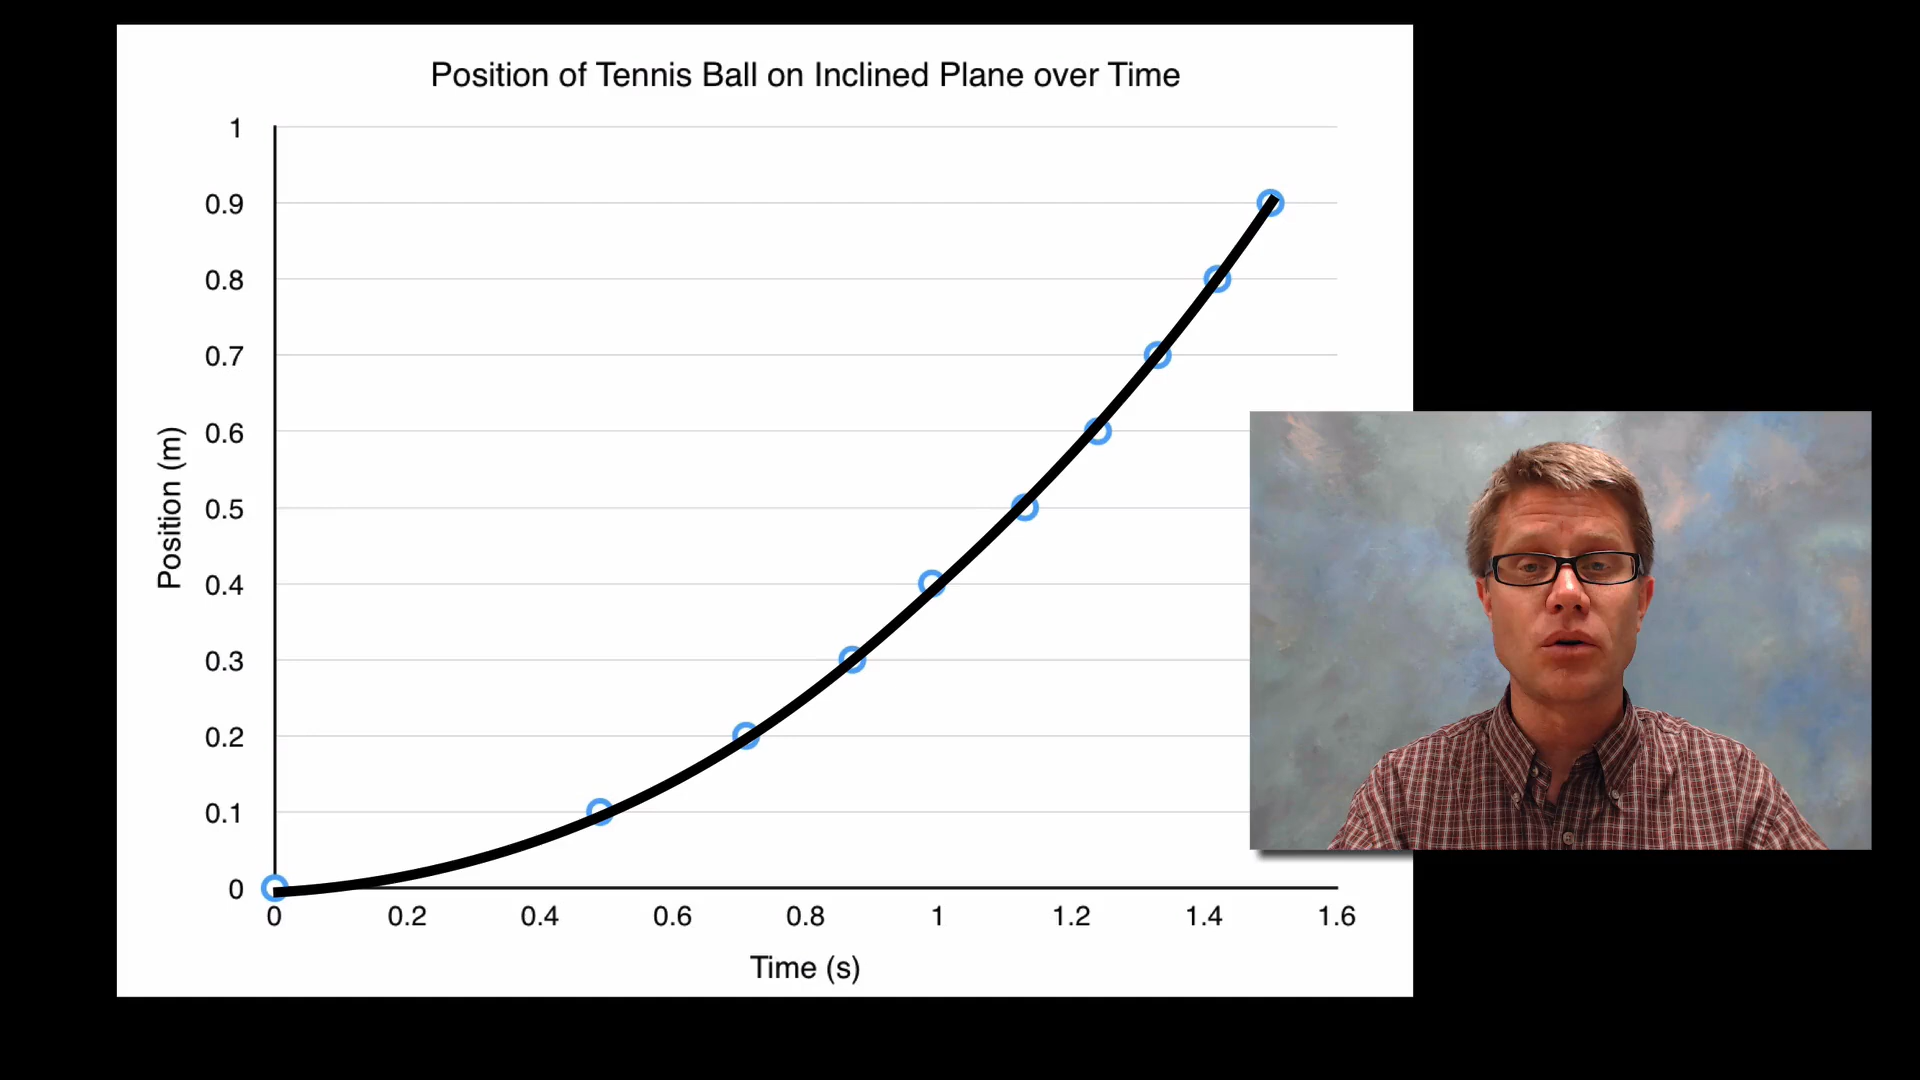 Position of Tennis Ball on Inclined Plane over Time
1
0.9
0.8
0.7
0.6
0.5
0.4
0.3
0.2
0.1
0
Position (m)
0 0.2 0.4 0.6 0.8 1 1.2 1.4 1.6
Time (s)